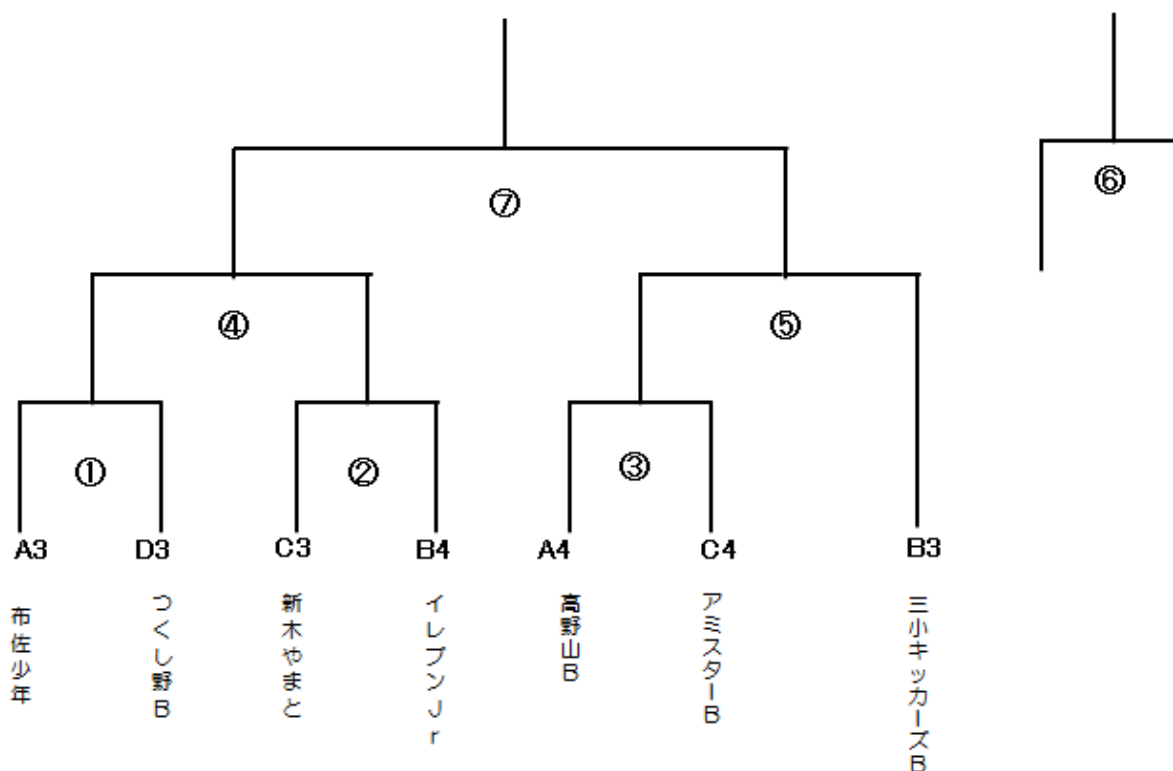 ⑥
⑦
④
⑤
①
②
③
A3
D3
C3
B4
A4
C4
B3
布佐少年
つくし野B
新木やまと
イレブンJr
高野山B
アミスターB
三小キッカーズB